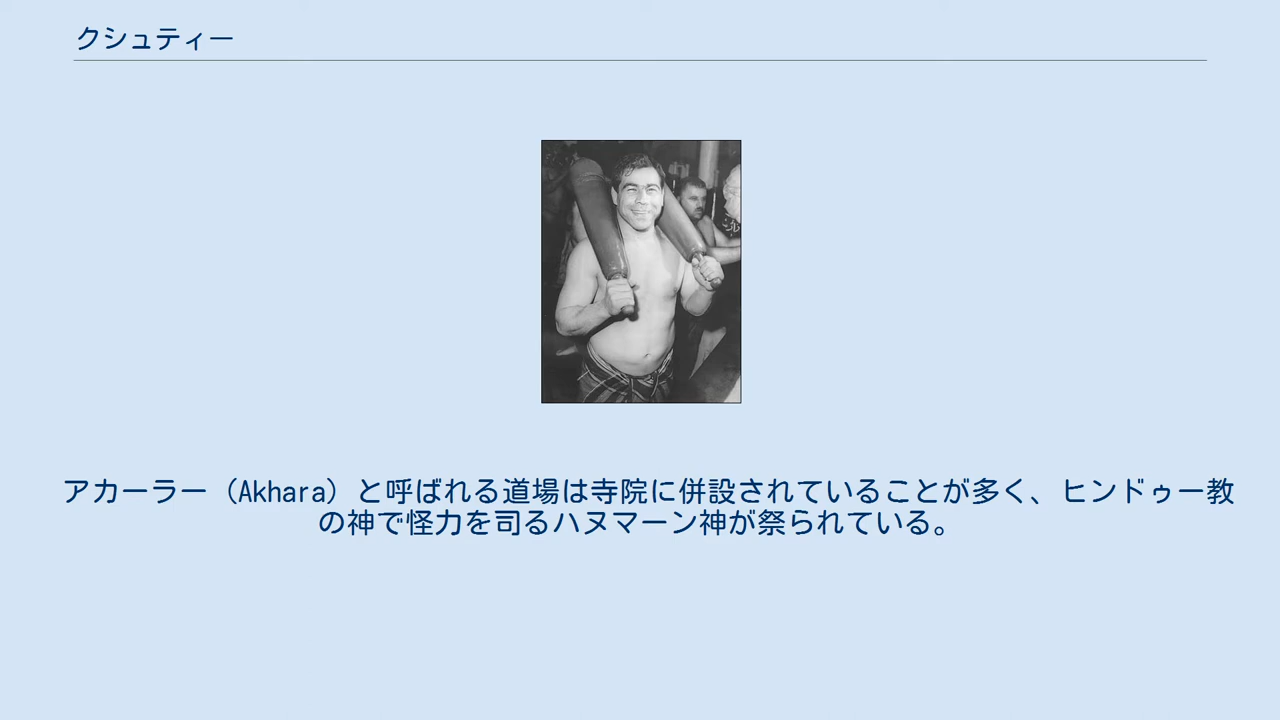 クシュティー
アカーラー（Akhara）と呼ばれる道場は寺院に併設されていることが多く、ヒンドゥー教
の神で怪力を司るハヌマーン神が祭られている。